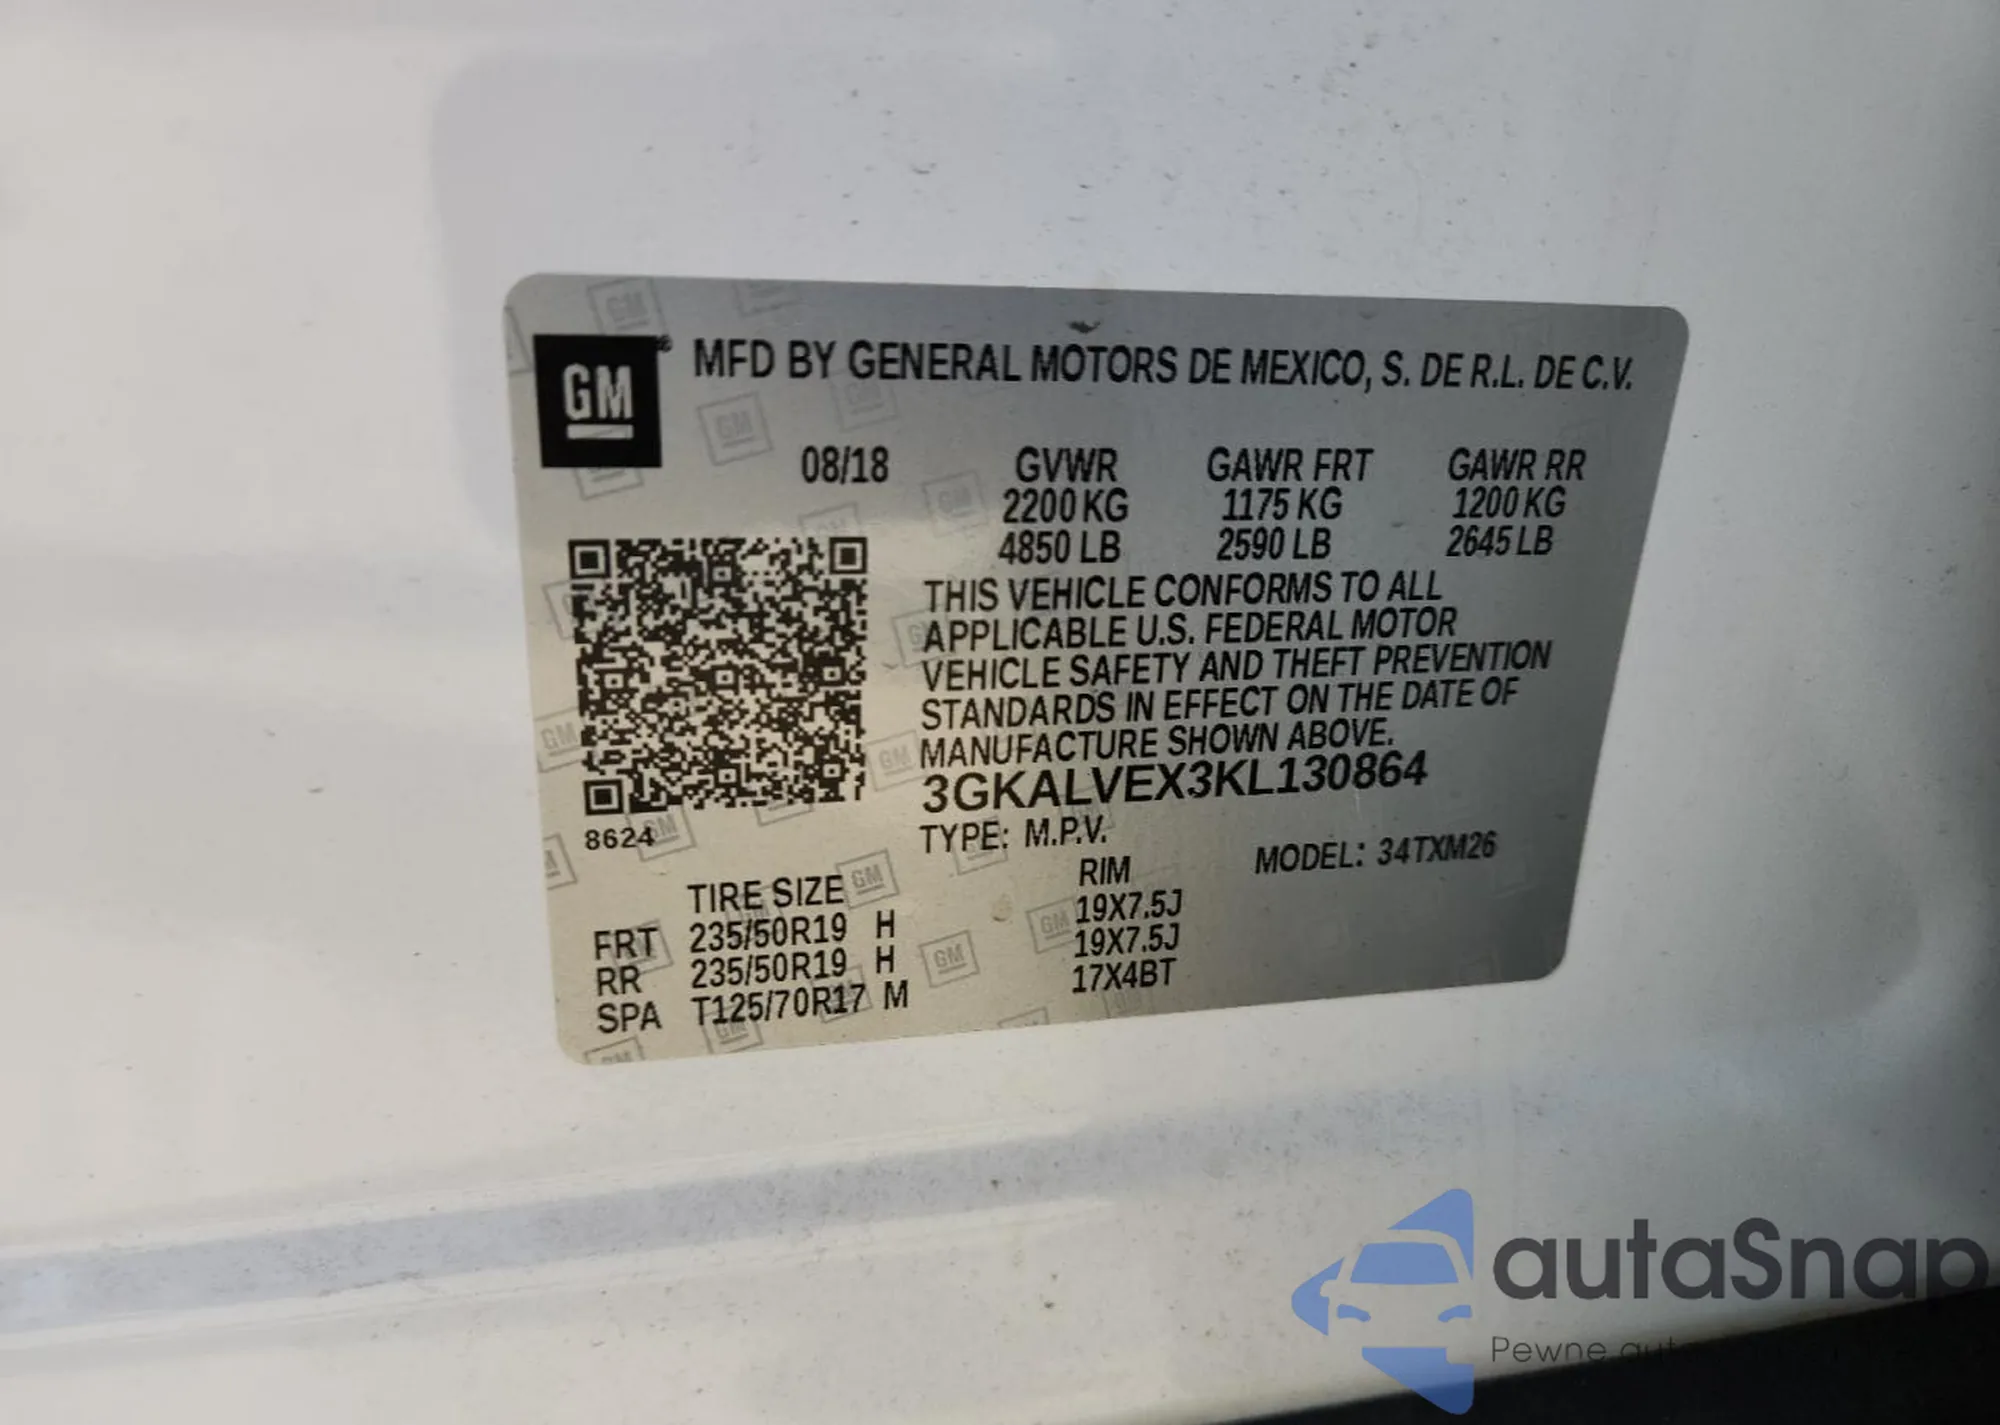 GM
MFD BY GENERAL MOTORS DE MEXICO, S. DE R.L. DE C.V.
08/18 GVWR GAWR FRT GAWR RR
2200 KG 1175 KG 1200 KG
4850 LB 2590 LB 2645 LB
THIS VEHICLE CONFORMS TO ALL
APPLICABLE U.S. FEDERAL MOTOR
VEHICLE SAFETY AND THEFT PREVENTION
STANDARDS IN EFFECT ON THE DATE OF
MANUFACTURE SHOWN ABOVE.
3GKALVEX3KL130864
8624
TYPE: M.P.V.
MODEL: 34TXM26
TIRE SIZE RIM
FRT 235/50R19 H 19X7.5J
RR 235/50R19 H 19X7.5J
SPA T125/70R17 M 17X4BT
autaSnap
Pewne